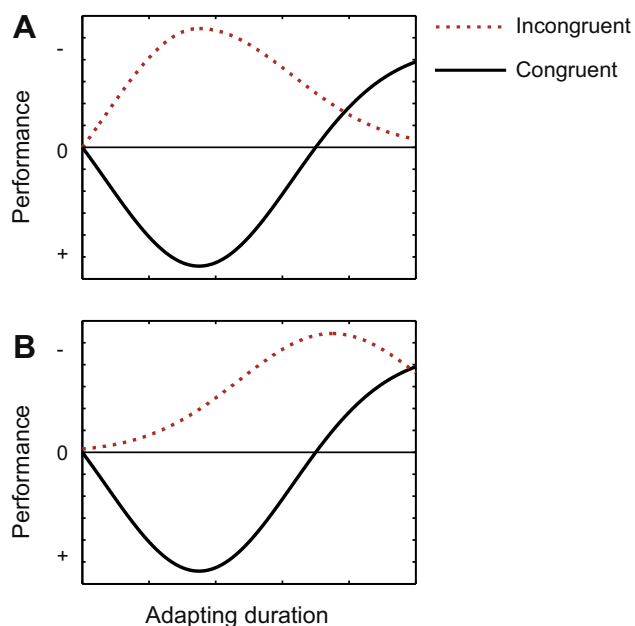 A
Incongruent
Congruent
-
0
+
Performance
B
-
0
+
Performance
Adapting duration